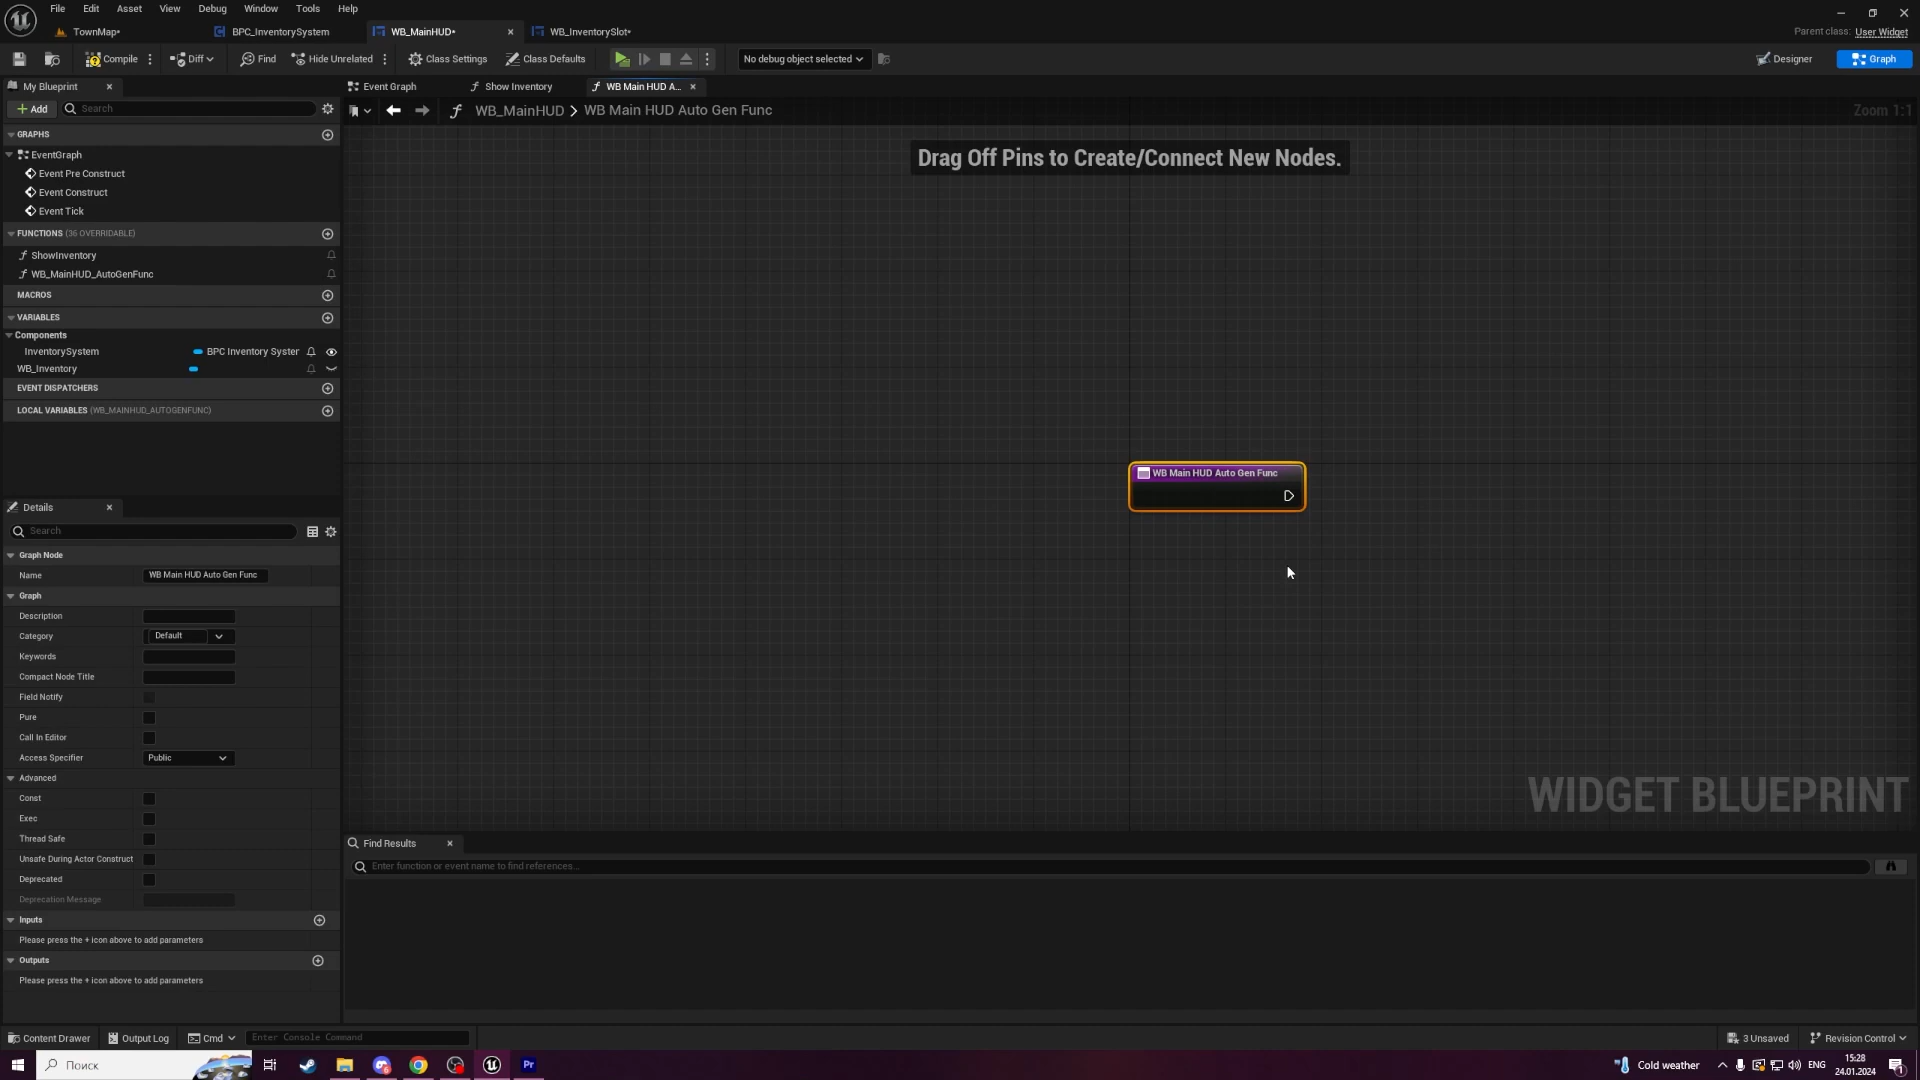 File Edit Asset View Debug Window Tools Help
TownMap* BPC_InventorySystem WB_MainHUD* WB_InventorySlot*
Parent class: User Widget
Compile Diff Find Hide Unrelated Class Settings Class Defaults No debug object selected Designer Graph
My Blueprint Event Graph Show Inventory WB Main HUD A...
Add Search WB_MainHUD > WB Main HUD Auto Gen Func Zoom 1:1
GRAPHS
EventGraph
Event Pre Construct
Event Construct
Event Tick
FUNCTIONS (36 OVERRIDABLE)
ShowInventory
WB_MainHUD_AutoGenFunc
MACROS
VARIABLES
Components
InventorySystem BPC Inventory Syster
WB_Inventory
EVENT DISPATCHERS
LOCAL VARIABLES (WB_MAINHUD_AUTOGENFUNC)
Drag Off Pins to Create/Connect New Nodes.
WB Main HUD Auto Gen Func
WIDGET BLUEPRINT
Details
Search
Graph Node
Name WB Main HUD Auto Gen Func
Graph
Description
Category Default
Keywords
Compact Node Title
Field Notify
Pure
Call In Editor
Access Specifier Public
Advanced
Const
Exec
Thread Safe
Unsafe During Actor Construct
Deprecated
Deprecation Message
Inputs
Please press the + icon above to add parameters
Outputs
Please press the + icon above to add parameters
Find Results
Enter function or event name to find references...
Content Drawer Output Log Cmd Enter Console Command 3 Unsaved Revision Control
Поиск Pr Cold weather ENG 15:28
24.01.2024 1